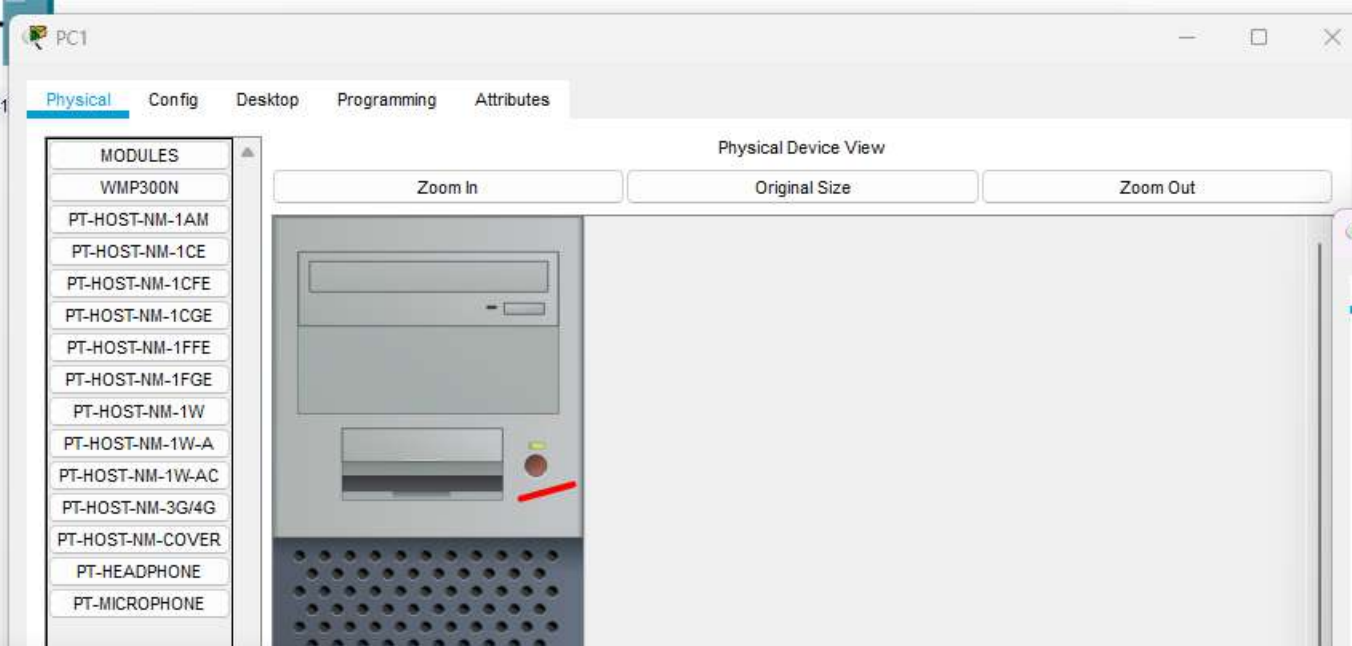 PC1
Physical Config Desktop Programming Attributes
MODULES
WMP300N
PT-HOST-NM-1AM
PT-HOST-NM-1CE
PT-HOST-NM-1CFE
PT-HOST-NM-1CGE
PT-HOST-NM-1FFE
PT-HOST-NM-1FGE
PT-HOST-NM-1W
PT-HOST-NM-1W-A
PT-HOST-NM-1W-AC
PT-HOST-NM-3G/4G
PT-HOST-NM-COVER
PT-HEADPHONE
PT-MICROPHONE
Physical Device View
Zoom In Original Size Zoom Out